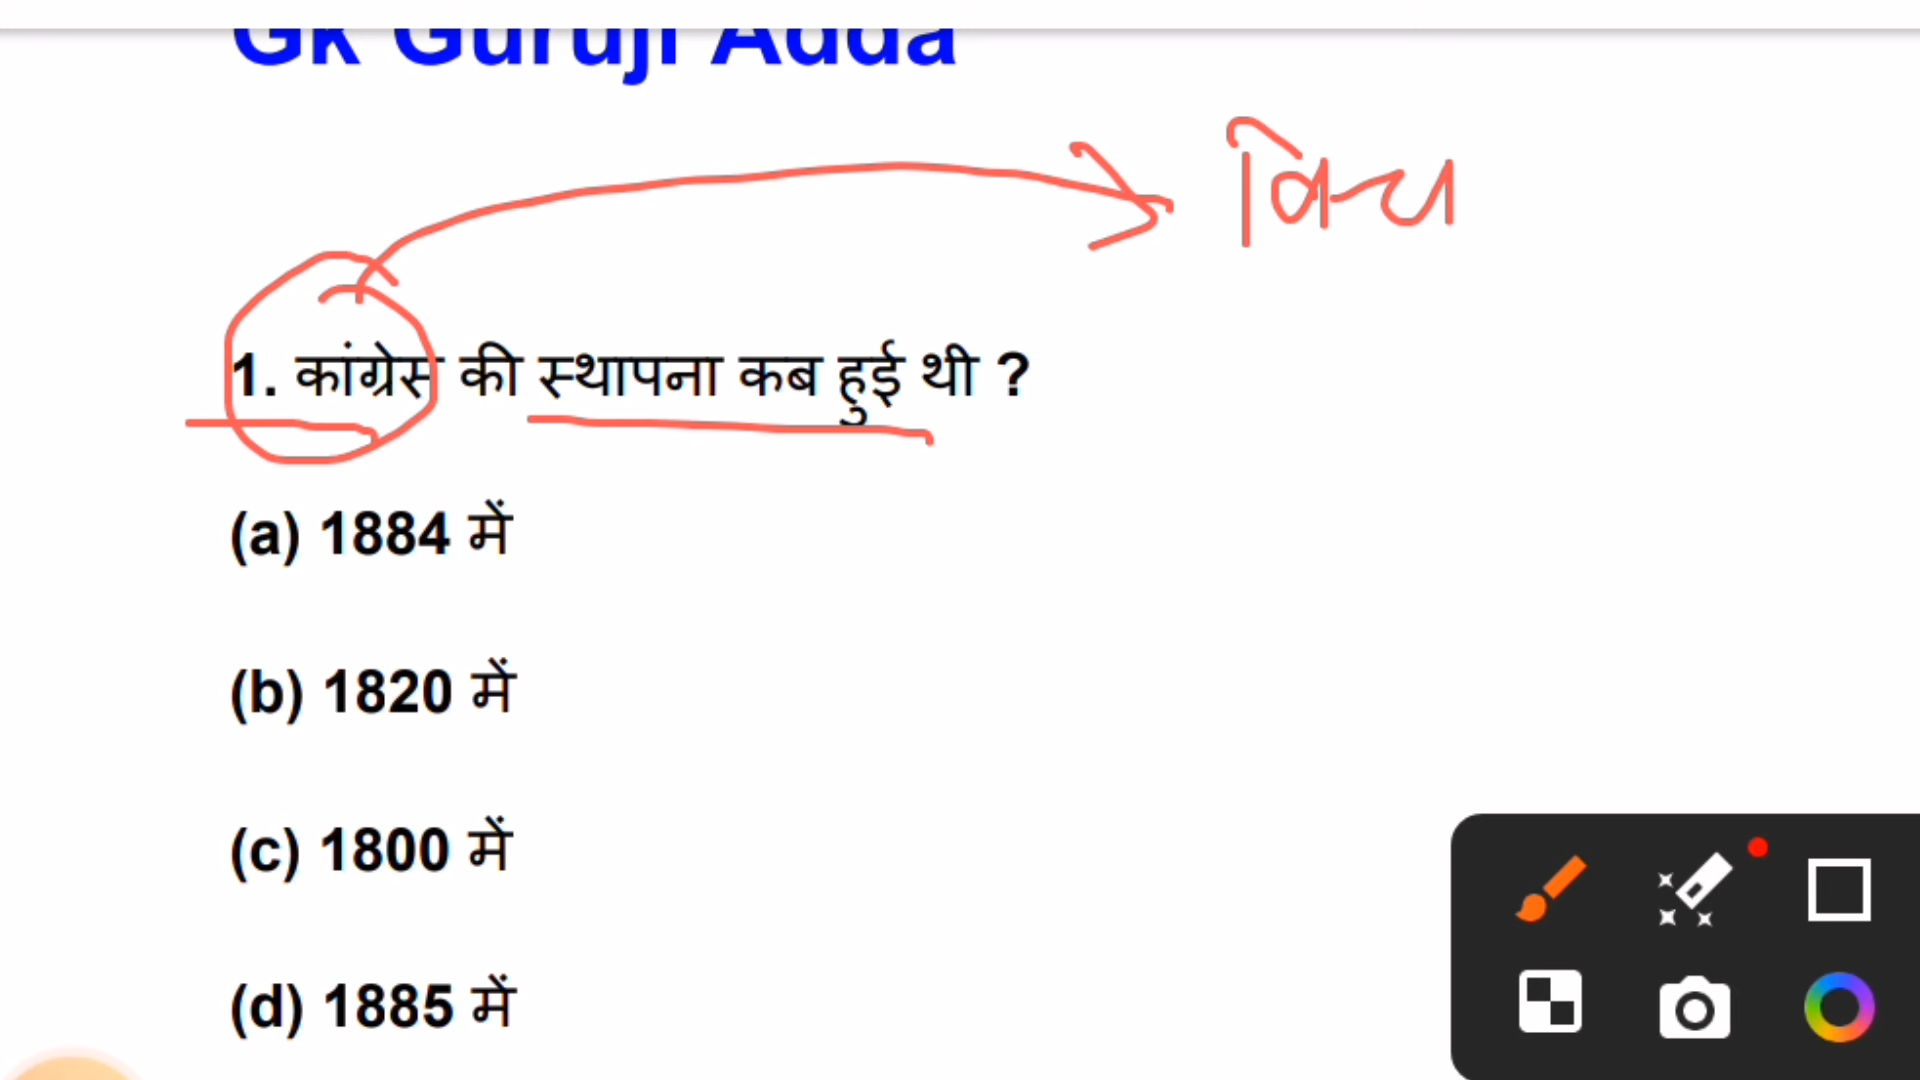 Gk Guruji Adda
1. कांग्रेस की स्थापना कब हुई थी ?
(a) 1884 में
(b) 1820 में
(c) 1800 में
(d) 1885 में